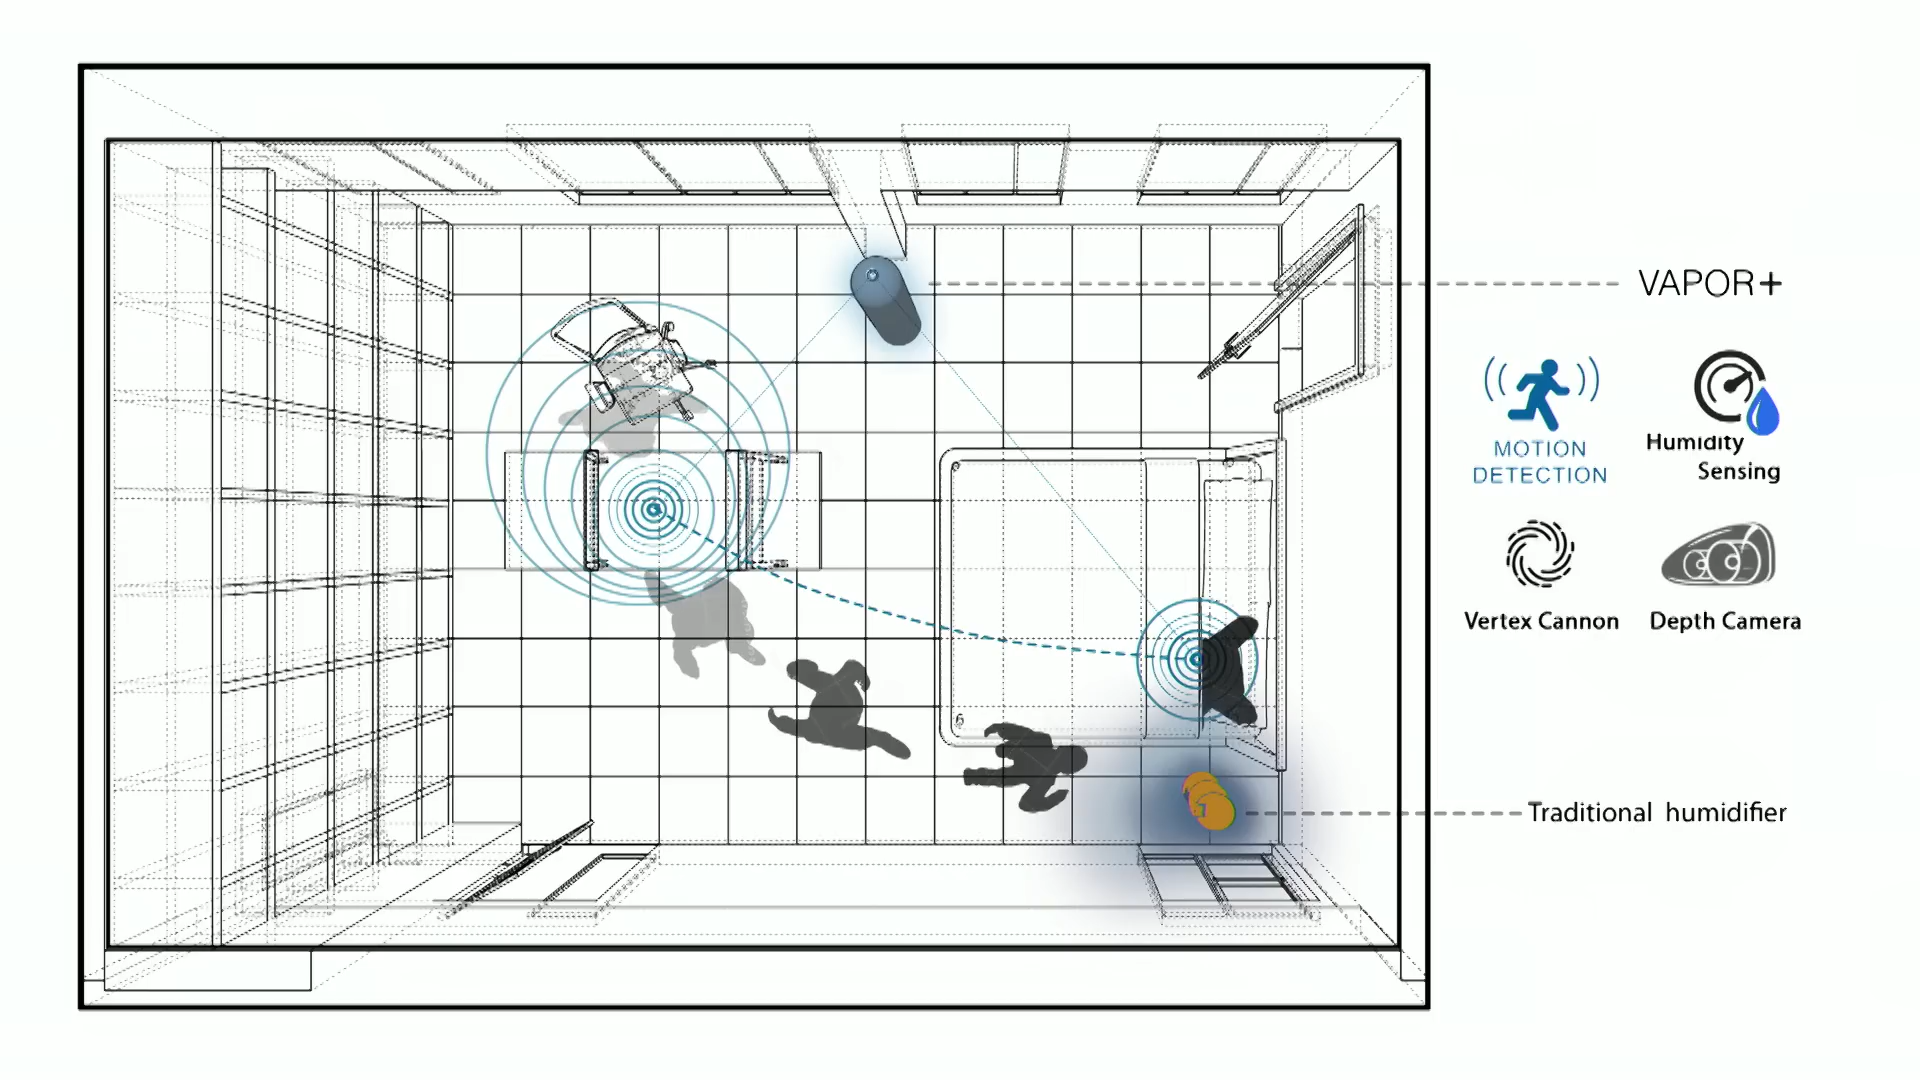 VAPOR+
MOTION
DETECTION
Humidity
Sensing
Vertex Cannon
Depth Camera
Traditional humidifier